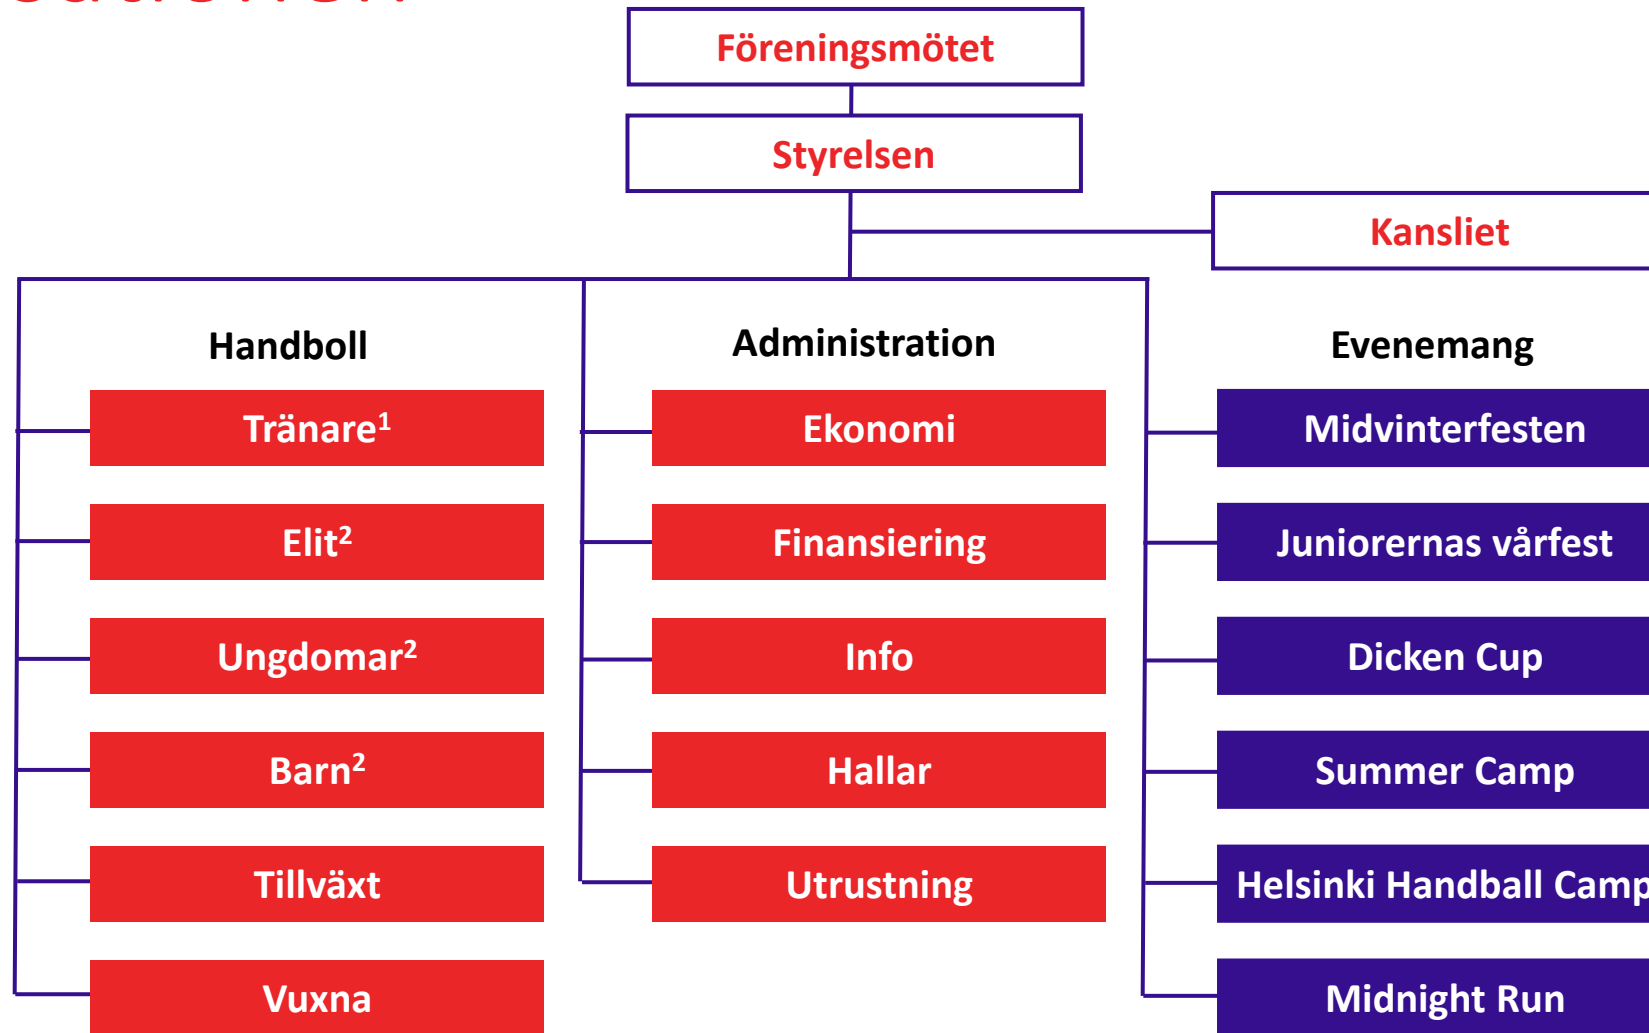 Föreningsmötet
Styrelsen
Kansliet
Handboll
Tränare¹
Elit²
Ungdomar²
Barn²
Tillväxt
Vuxna
Administration
Ekonomi
Finansiering
Info
Hallar
Utrustning
Evenemang
Midvinterfesten
Juniorernas vårfest
Dicken Cup
Summer Camp
Helsinki Handball Camp
Midnight Run